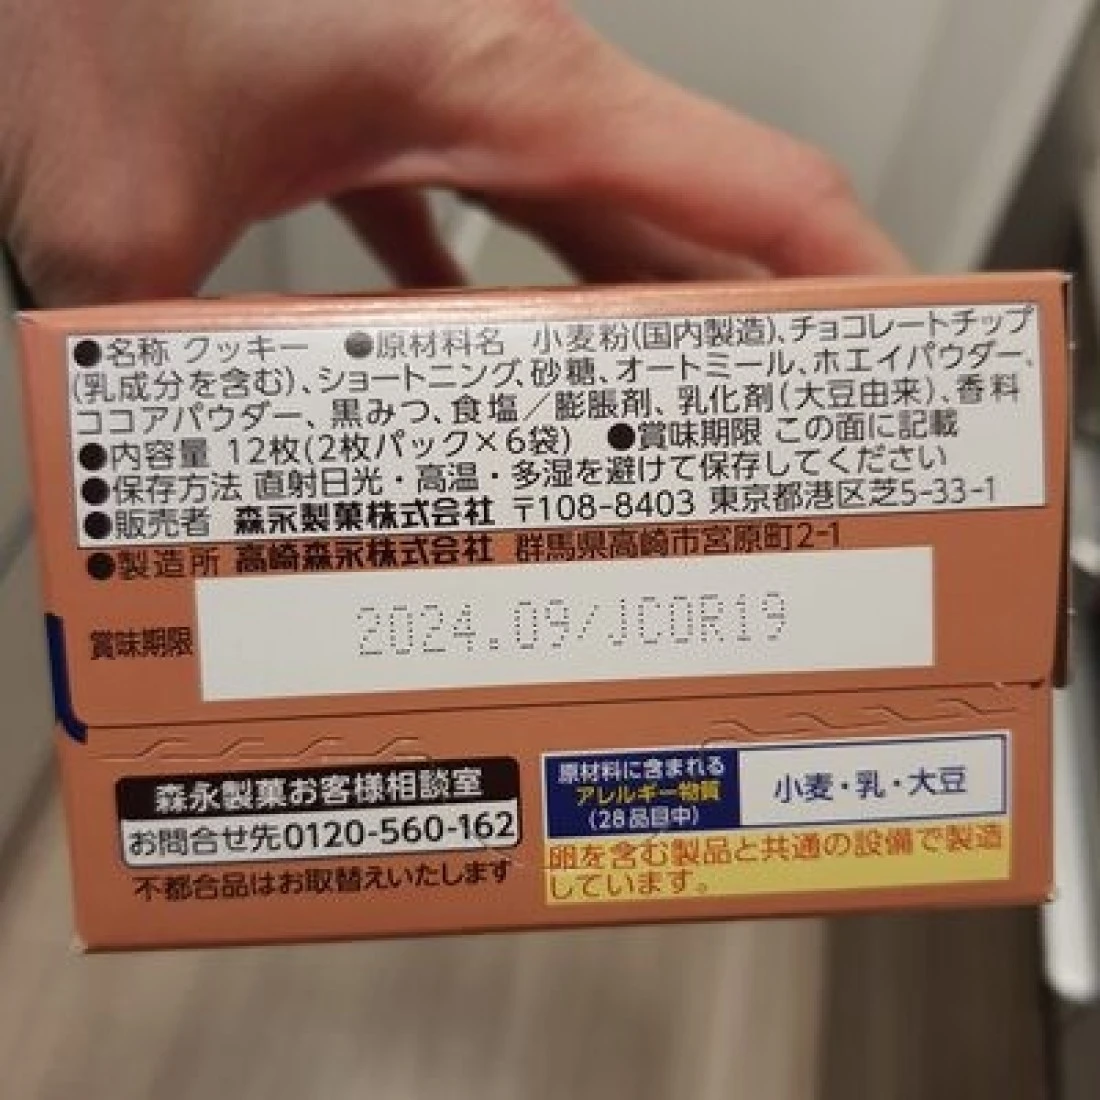 ●名称 クッキー ●原材料名 小麦粉(国内製造)、チョコレートチップ
(乳成分を含む)、ショートニング、砂糖、オートミール、ホエイパウダー、
ココアパウダー、黒みつ、食塩／膨脹剤、乳化剤(大豆由来)、香料
●内容量 12枚(2枚パック×6袋) ●賞味期限 この面に記載
●保存方法 直射日光・高温・多湿を避けて保存してください
●販売者 森永製菓株式会社 〒108-8403 東京都港区芝5-33-1
●製造所 高崎森永株式会社 群馬県高崎市宮原町2-1
賞味期限 2024.09/JCOR19
森永製菓お客様相談室
お問合せ先0120-560-162
不都合品はお取替えいたします
原材料に含まれる
アレルギー物質
(28品目中)
小麦・乳・大豆
卵を含む製品と共通の設備で製造
しています。